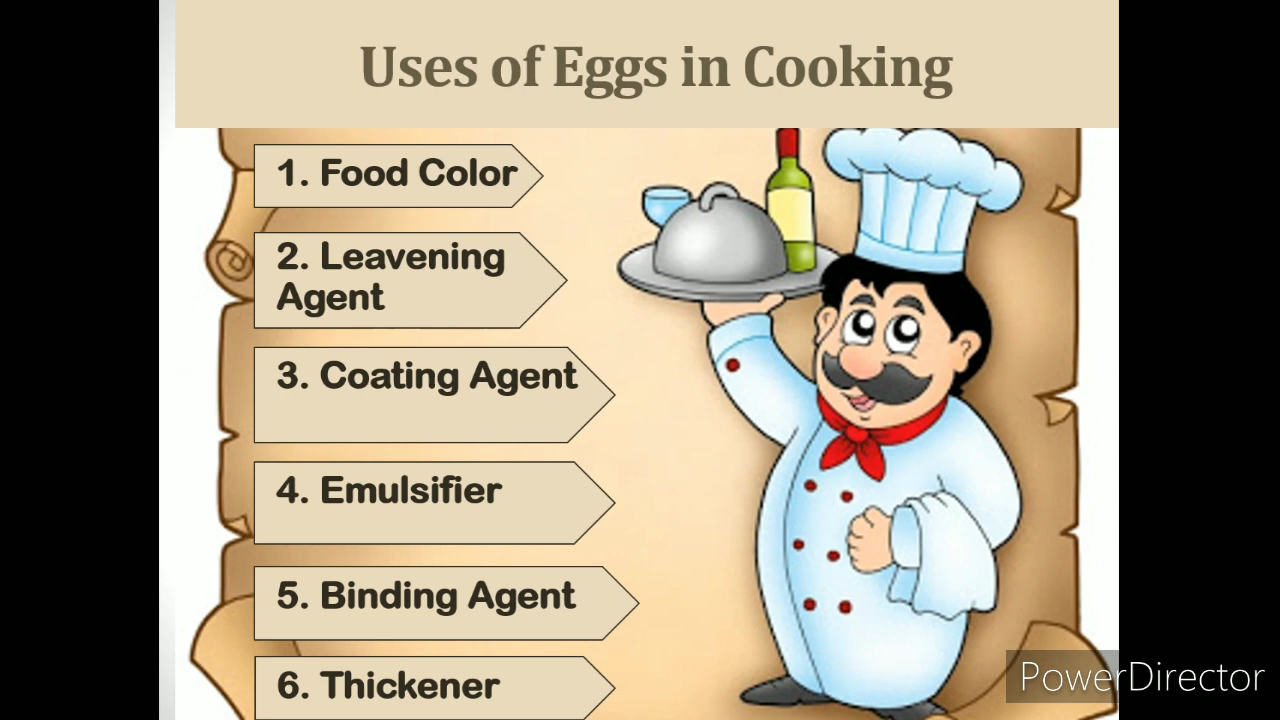 Uses of Eggs in Cooking
1. Food Color
2. Leavening
Agent
3. Coating Agent
4. Emulsifier
5. Binding Agent
6. Thickener
PowerDirector